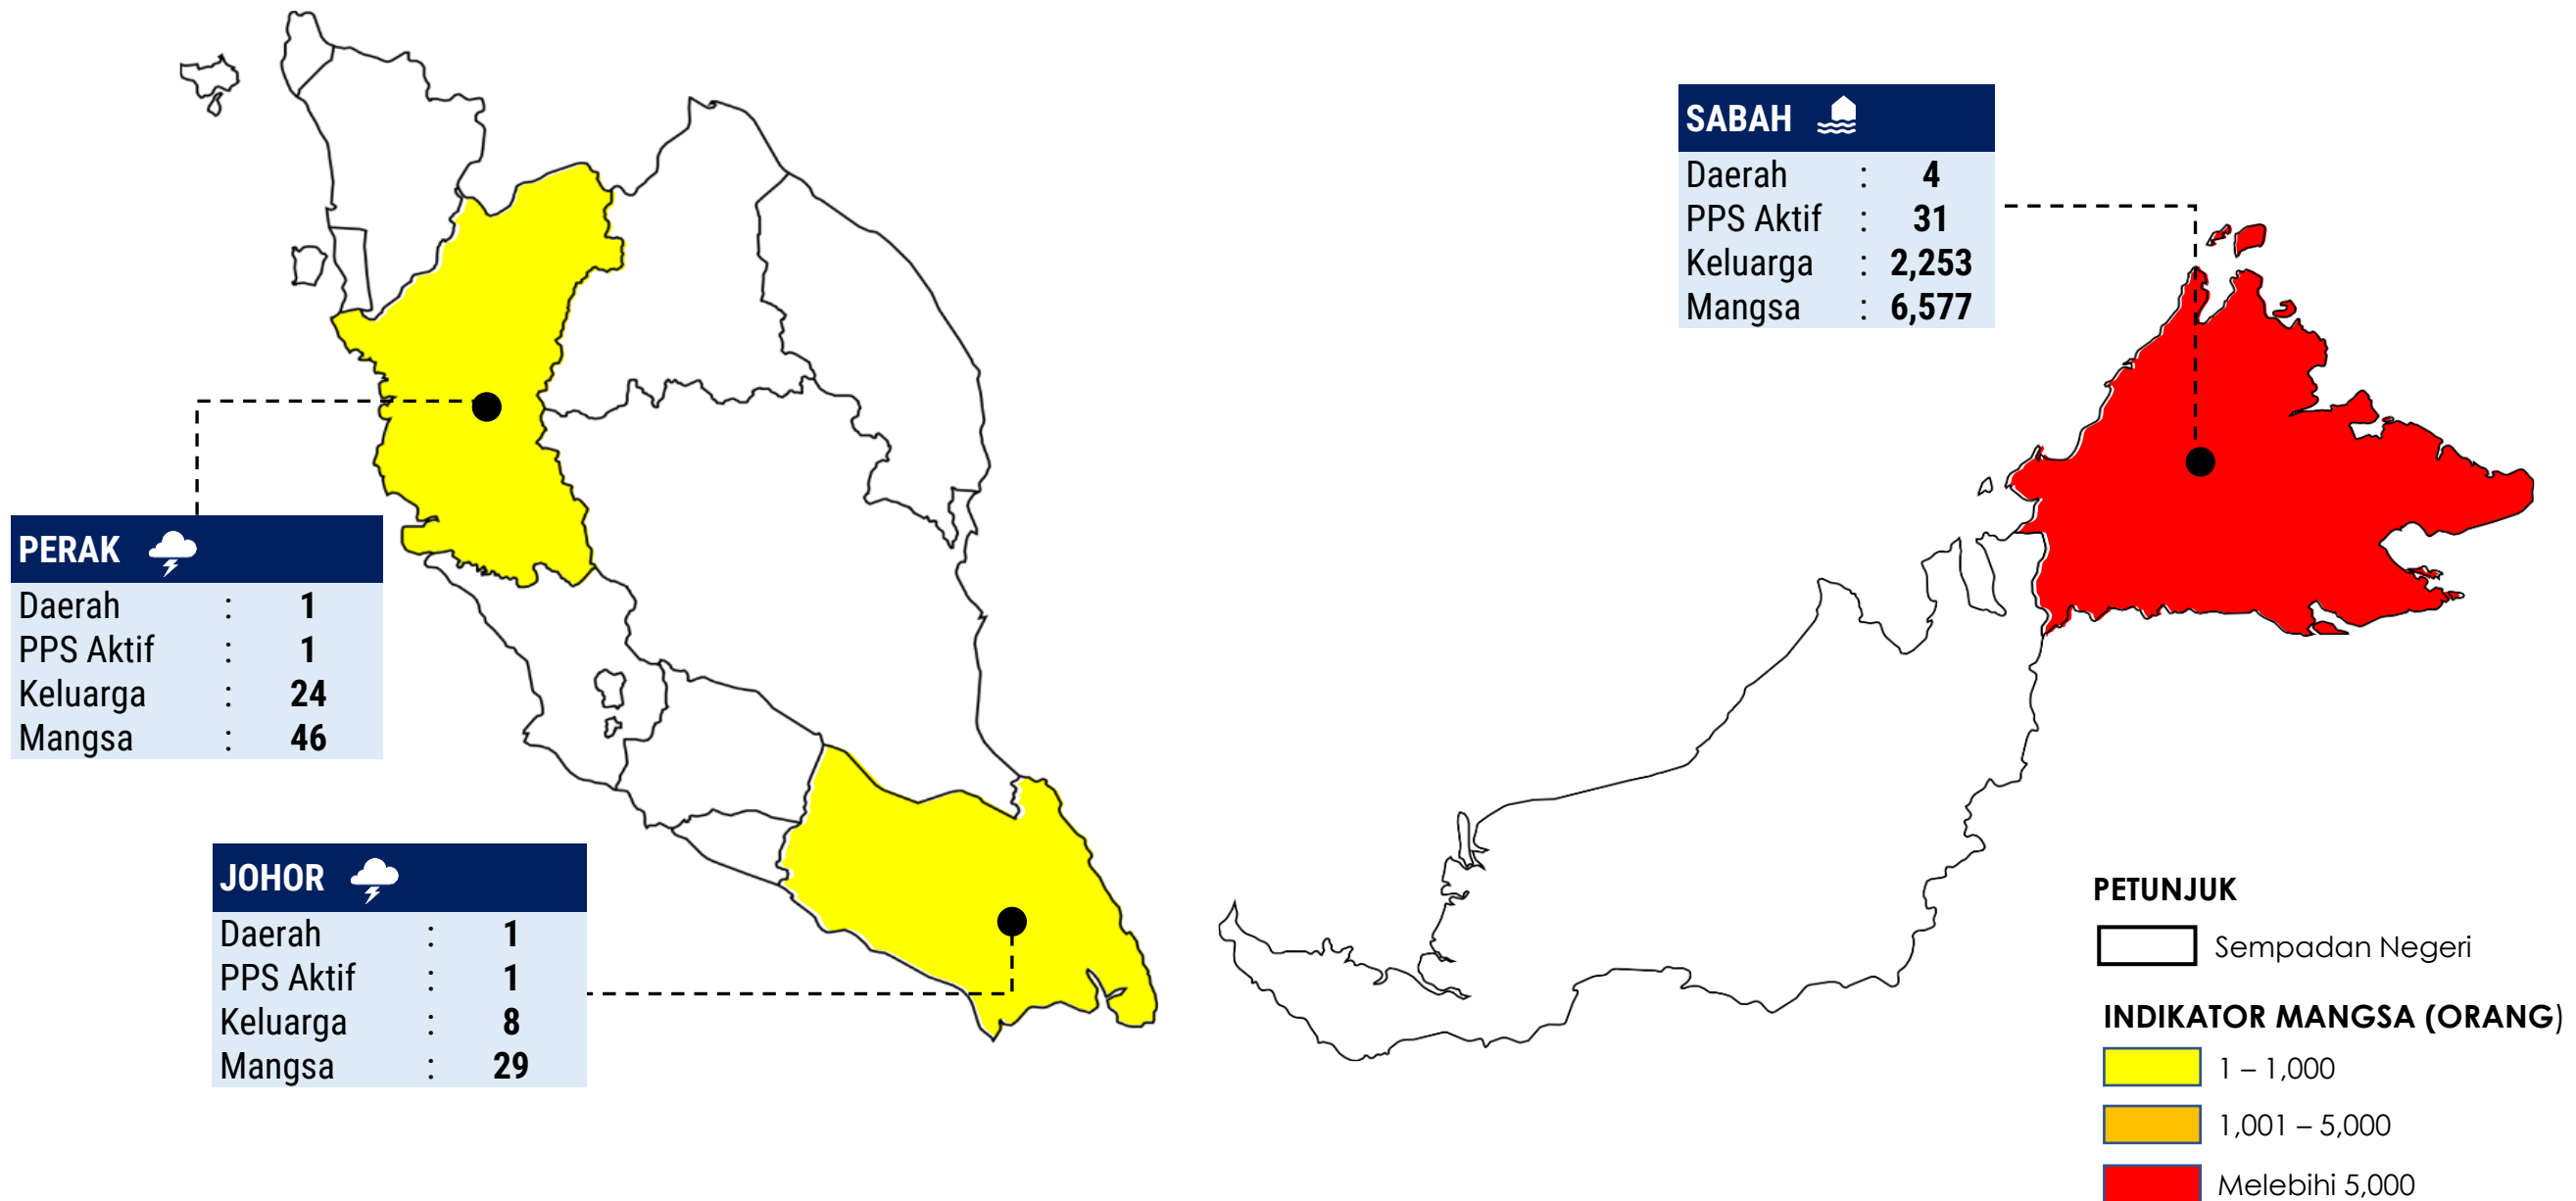 SABAH
Daerah : 4
PPS Aktif : 31
Keluarga : 2,253
Mangsa : 6,577
PERAK
Daerah : 1
PPS Aktif : 1
Keluarga : 24
Mangsa : 46
JOHOR
Daerah : 1
PPS Aktif : 1
Keluarga : 8
Mangsa : 29
PETUNJUK
Sempadan Negeri
INDIKATOR MANGSA (ORANG)
1 – 1,000
1,001 – 5,000
Melebihi 5,000